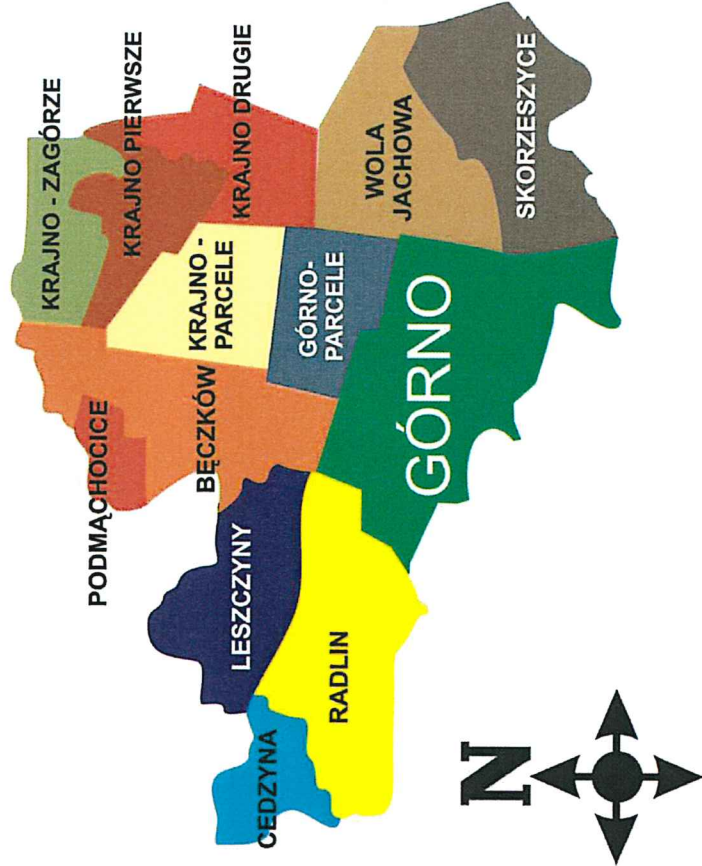 KRAJNO - ZAGÓRZE
KRAJNO PIERWSZE
KRAJNO DRUGIE
PODMĄCHOCICE
BĘCZKÓW
KRAJNO -
PARCELE
GÓRNO-
PARCELE
WOLA
JACHOWA
SKORZESZYCE
LESZCZYNY
GÓRNO
CEDZYNA
RADLIN
N